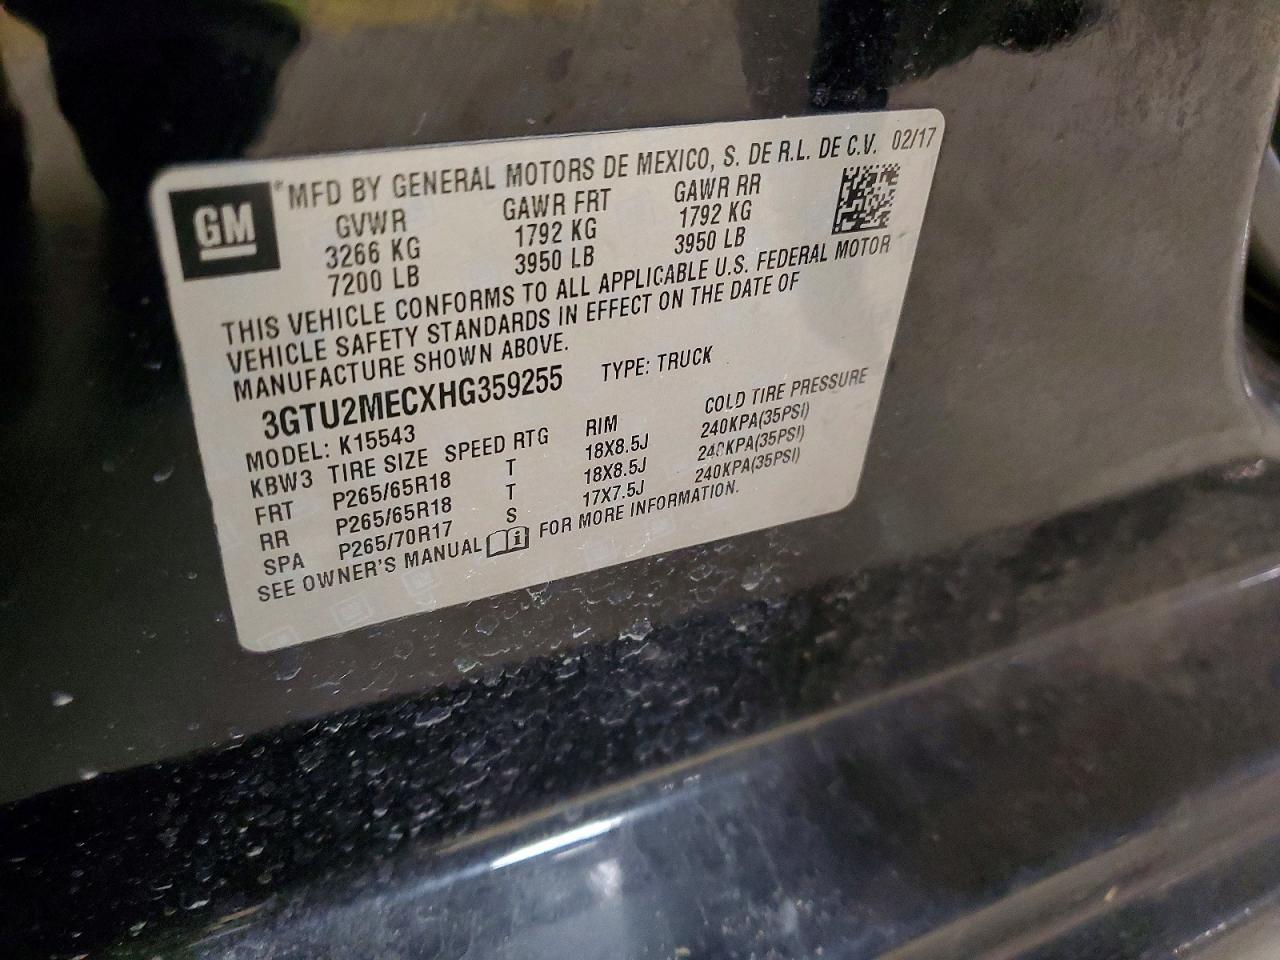 GM
® MFD BY GENERAL MOTORS DE MEXICO, S. DE R.L. DE C.V. 02/17
GVWR GAWR FRT GAWR RR
3266 KG 1792 KG 1792 KG
7200 LB 3950 LB 3950 LB
THIS VEHICLE CONFORMS TO ALL APPLICABLE U.S. FEDERAL MOTOR
VEHICLE SAFETY STANDARDS IN EFFECT ON THE DATE OF
MANUFACTURE SHOWN ABOVE.
3GTU2MECXHG359255 TYPE: TRUCK
MODEL: K15543
KBW3 TIRE SIZE SPEED RTG RIM COLD TIRE PRESSURE
FRT P265/65R18 T 18X8.5J 240KPA(35PSI)
RR P265/65R18 T 18X8.5J 240KPA(35PSI)
SPA P265/70R17 S 17X7.5J 240KPA(35PSI)
SEE OWNER'S MANUAL i FOR MORE INFORMATION.